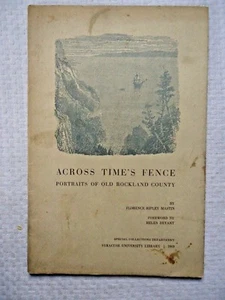 ACROSS TIME'S FENCE
PORTRAITS OF OLD ROCKLAND COUNTY
BY
FLORENCE RIPLEY MASTIN
FOREWORD BY
HELEN BEVERY
SPECIAL COLLECTIONS DEPARTMENT
SYRACUSE UNIVERSITY LIBRARY